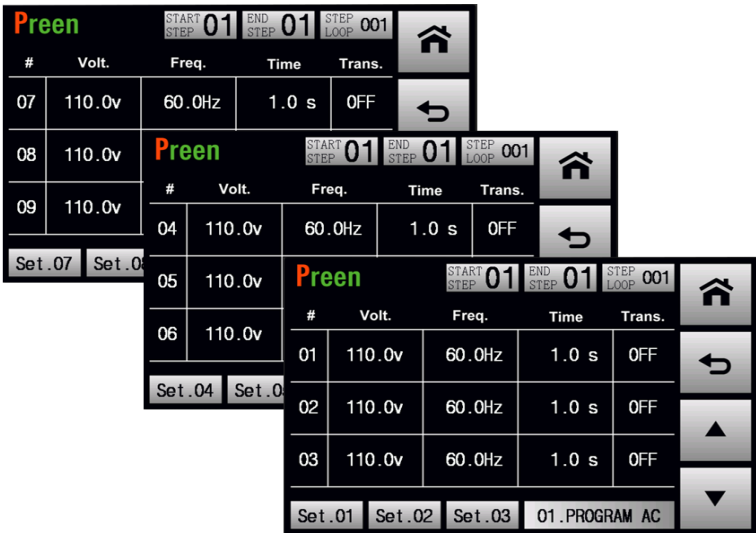 Preen START STEP 01 END STEP 01 STEP LOOP 001
# Volt. Freq. Time Trans.
07 110.0v 60.0Hz 1.0 s OFF
08 110.0v
09 110.0v
Set.07
Preen START STEP 01 END STEP 01 STEP LOOP 001
# Volt. Freq. Time Trans.
04 110.0v 60.0Hz 1.0 s OFF
05 110.0v
06 110.0v
Set.04
Preen START STEP 01 END STEP 01 STEP LOOP 001
# Volt. Freq. Time Trans.
01 110.0v 60.0Hz 1.0 s OFF
02 110.0v 60.0Hz 1.0 s OFF
03 110.0v 60.0Hz 1.0 s OFF
Set.01 Set.02 Set.03 01.PROGRAM AC